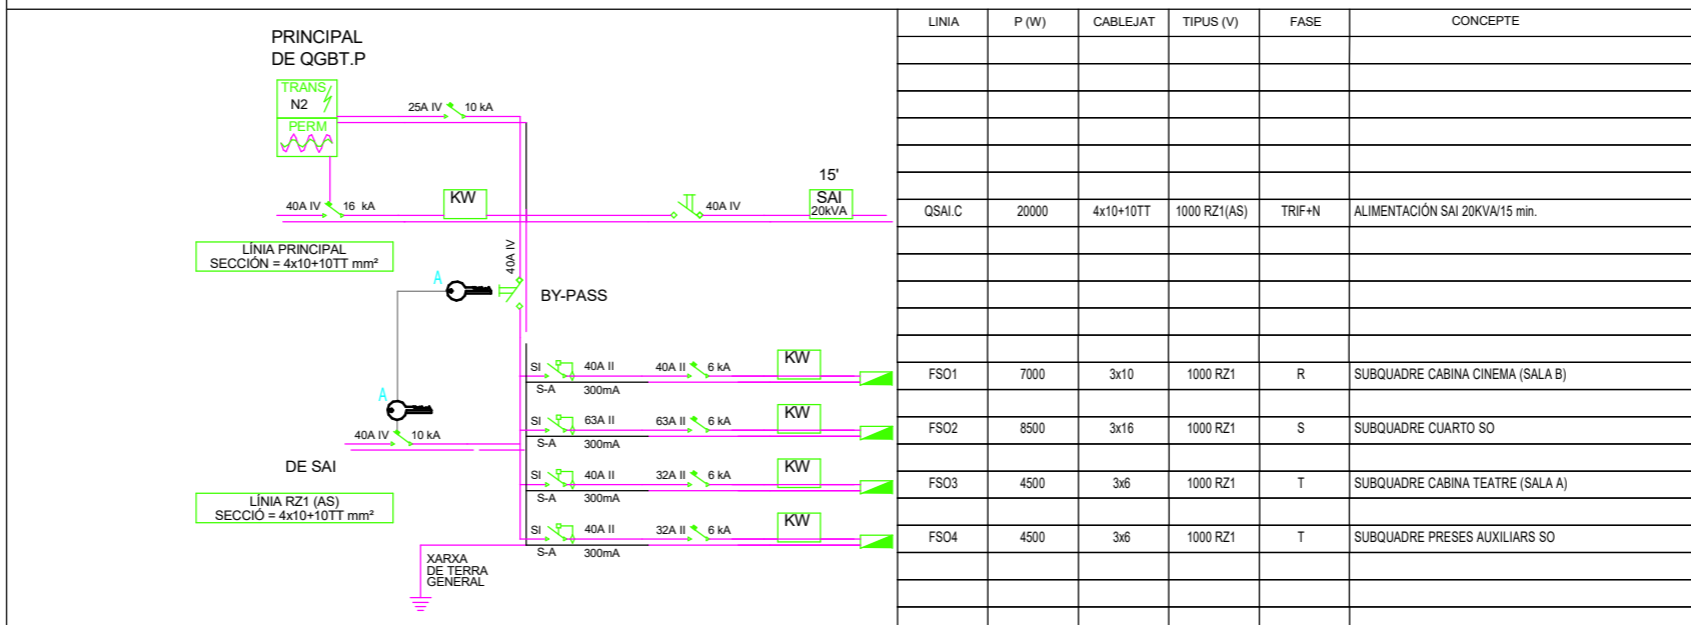 PRINCIPAL
DE QGBT.P
TRANS
N2
PERM
25A IV 10 kA
40A IV 16 kA
KW
40A IV
15'
SAI
20kVA
LÍNIA PRINCIPAL
SECCIÓN = 4x10+10TT mm²
40A IV
A
BY-PASS
A
40A IV 10 kA
DE SAI
LÍNIA RZ1 (AS)
SECCIÓ = 4x10+10TT mm²
SI 40A II 40A II 6 kA KW
S-A 300mA
SI 63A II 63A II 6 kA KW
S-A 300mA
SI 40A II 32A II 6 kA KW
S-A 300mA
SI 40A II 32A II 6 kA KW
S-A 300mA
XARXA
DE TERRA
GENERAL
LINIA P (W) CABLEJAT TIPUS (V) FASE CONCEPTE
QSAI.C 20000 4x10+10TT 1000 RZ1(AS) TRIF+N ALIMENTACIÓN SAI 20KVA/15 min.
FSO1 7000 3x10 1000 RZ1 R SUBQUADRE CABINA CINEMA (SALA B)
FSO2 8500 3x16 1000 RZ1 S SUBQUADRE CUARTO SO
FSO3 4500 3x6 1000 RZ1 T SUBQUADRE CABINA TEATRE (SALA A)
FSO4 4500 3x6 1000 RZ1 T SUBQUADRE PRESES AUXILIARS SO